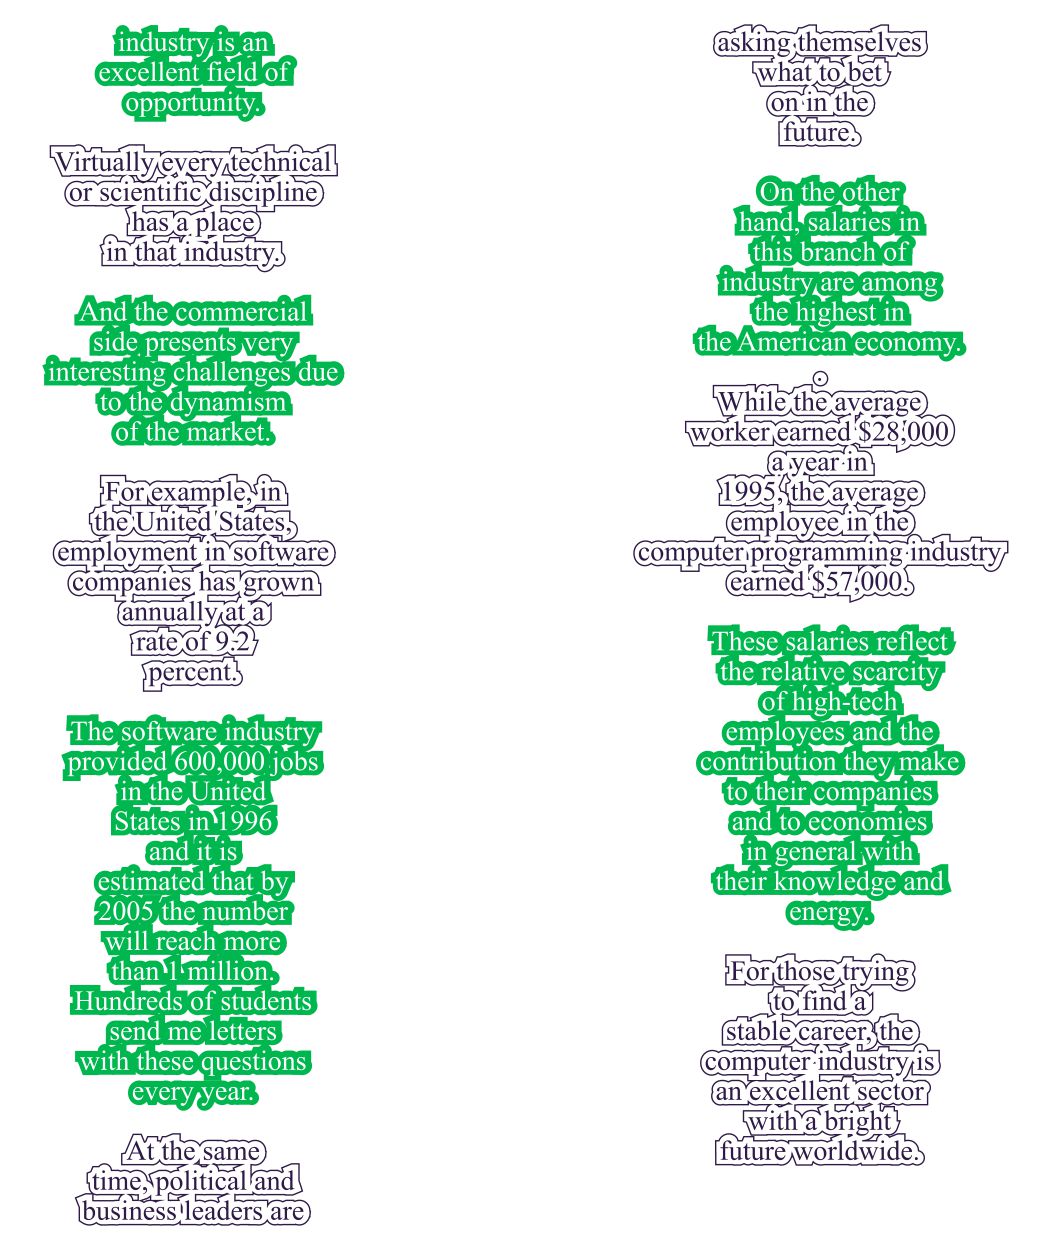 industry is an
excellent field of
opportunity.
Virtually every technical
or scientific discipline
has a place
in that industry.
And the commercial
side presents very
interesting challenges due
to the dynamism
of the market.
For example, in
the United States,
employment in software
companies has grown
annually at a
rate of 9.2
percent.
The software industry
provided 600,000 jobs
in the United
States in 1996
and it is
estimated that by
2005 the number
will reach more
than 1 million.
Hundreds of students
send me letters
with these questions
every year.
At the same
time, political and
business leaders are
asking themselves
what to bet
on in the
future.
On the other
hand, salaries in
this branch of
industry are among
the highest in
the American economy.
.
While the average
worker earned $28,000
a year in
1995, the average
employee in the
computer programming industry
earned $57,000.
These salaries reflect
the relative scarcity
of high-tech
employees and the
contribution they make
to their companies
and to economies
in general with
their knowledge and
energy.
For those trying
to find a
stable career, the
computer industry is
an excellent sector
with a bright
future worldwide.